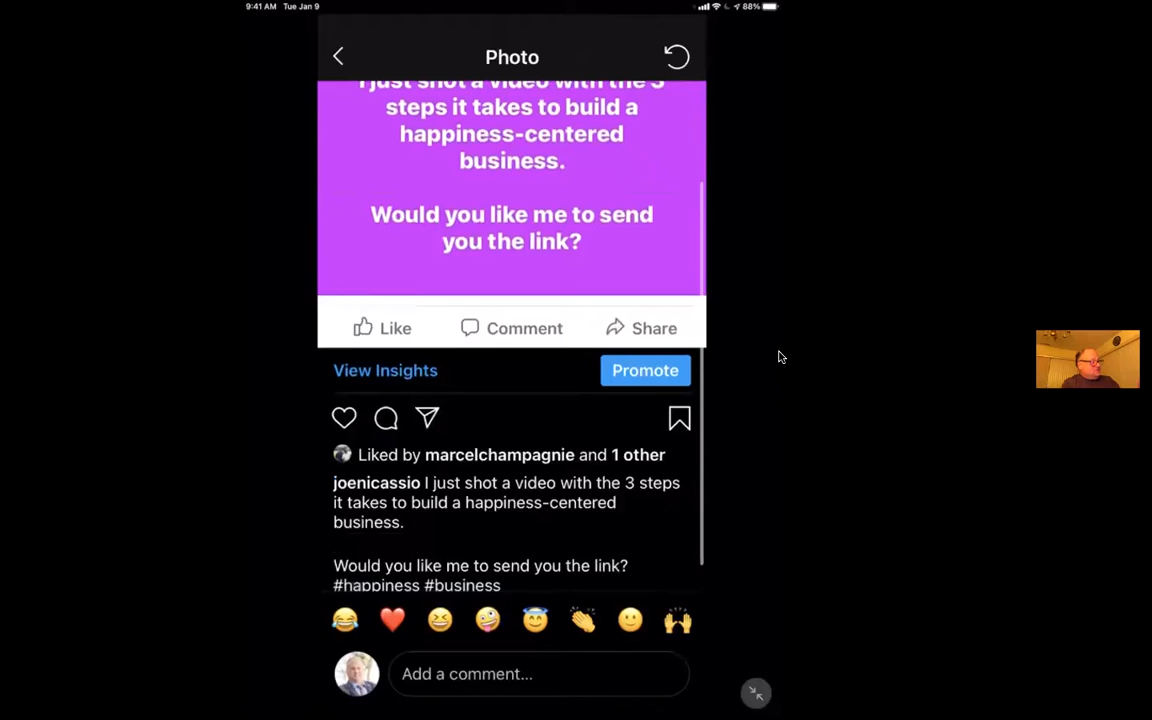 9:41 AM Tue Jan 9
88%
Photo
I just shot a video with the 3
steps it takes to build a
happiness-centered
business.
Would you like me to send
you the link?
Like
Comment
Share
View Insights
Promote
Liked by marcelchampagnie and 1 other
joenicassio I just shot a video with the 3 steps
it takes to build a happiness-centered
business.
Would you like me to send you the link?
#happiness #business
Add a comment...